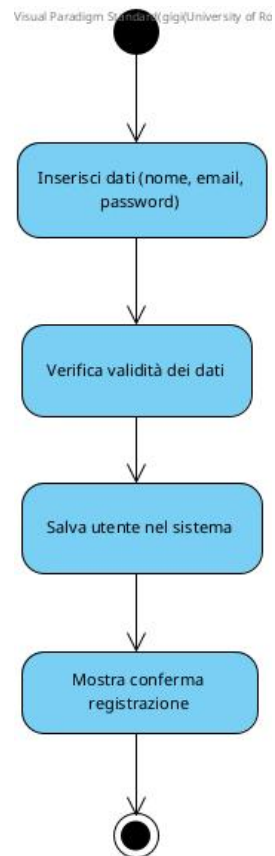 Visual Paradigm Standard(gigi(University of Ro
Inserisci dati (nome, email,
password)
Verifica validità dei dati
Salva utente nel sistema
Mostra conferma
registrazione